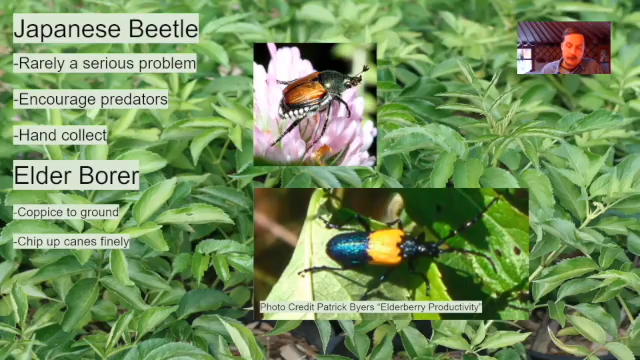 Japanese Beetle
-Rarely a serious problem
-Encourage predators
-Hand collect
Elder Borer
-Coppice to ground
-Chip up canes finely
Photo Credit Patrick Byers "Elderberry Productivity"